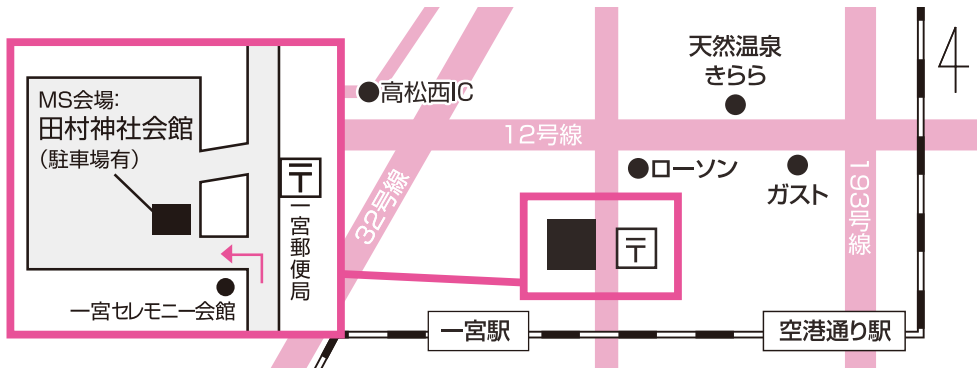 MS会場:
田村神社会館
(駐車場有)
〒
一宮郵便局
一宮セレモニー会館
高松西IC
32号線
12号線
天然温泉
きらら
ローソン
ガスト
193号線
〒
一宮駅
空港通り駅